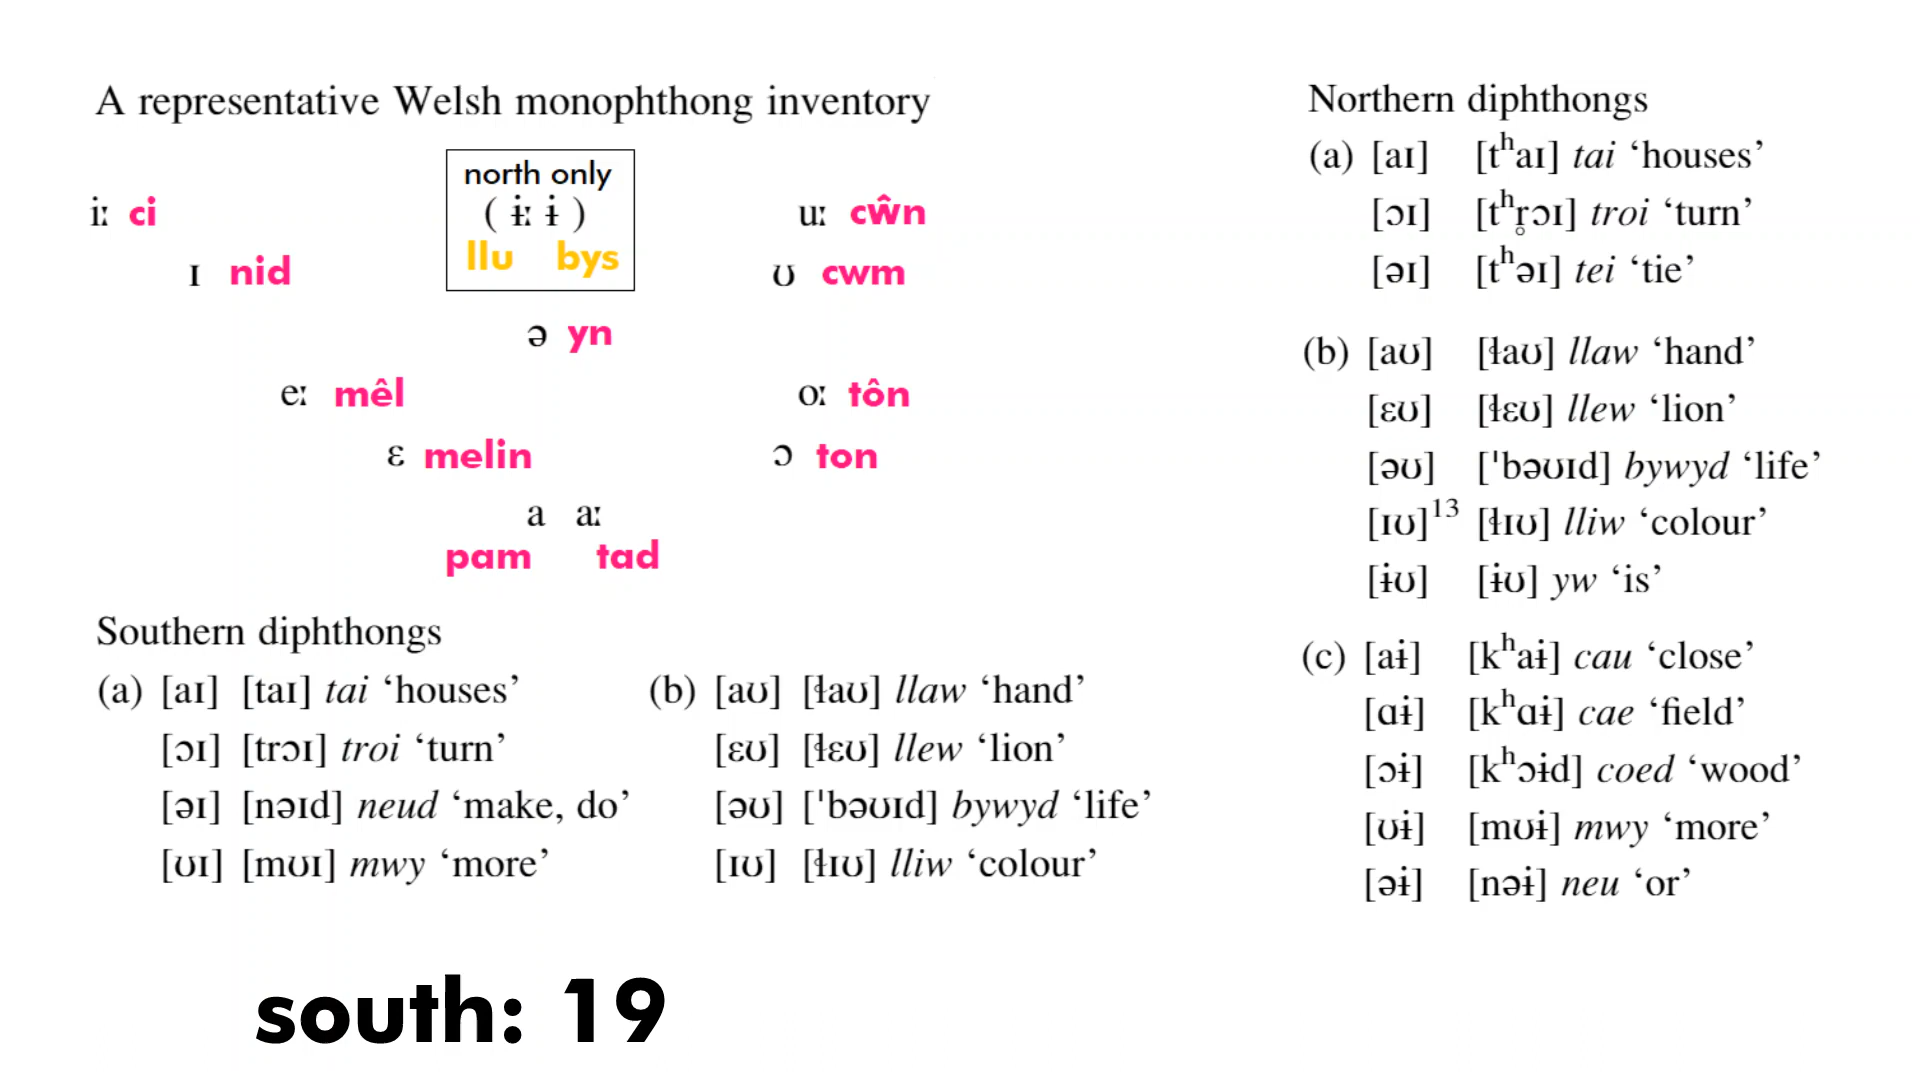 A representative Welsh monophthong inventory
north only
iː ci ( ɨː ɨ ) uː cŵn
llu bys
ɪ nid ʊ cwm
ə yn
eː mêl oː tôn
ɛ melin ɔ ton
a aː
pam tad
Southern diphthongs
(a) [aɪ] [taɪ] tai ‘houses’
[ɔɪ] [trɔɪ] troi ‘turn’
[əɪ] [nəɪd] neud ‘make, do’
[ʊɪ] [mʊɪ] mwy ‘more’
(b) [aʊ] [ɬaʊ] llaw ‘hand’
[ɛʊ] [ɬɛʊ] llew ‘lion’
[əʊ] [ˈbəʊɪd] bywyd ‘life’
[ɪʊ] [ɬɪʊ] lliw ‘colour’
south: 19
Northern diphthongs
(a) [aɪ] [tʰaɪ] tai ‘houses’
[ɔɪ] [tʰr̥ɔɪ] troi ‘turn’
[əɪ] [tʰəɪ] tei ‘tie’
(b) [aʊ] [ɬaʊ] llaw ‘hand’
[ɛʊ] [ɬɛʊ] llew ‘lion’
[əʊ] [ˈbəʊɪd] bywyd ‘life’
[ɪʊ]¹³ [ɬɪʊ] lliw ‘colour’
[ɨʊ] [ɨʊ] yw ‘is’
(c) [aɨ] [kʰaɨ] cau ‘close’
[ɑɨ] [kʰɑɨ] cae ‘field’
[ɔɨ] [kʰɔɨd] coed ‘wood’
[ʊɨ] [mʊɨ] mwy ‘more’
[əɨ] [nəɨ] neu ‘or’